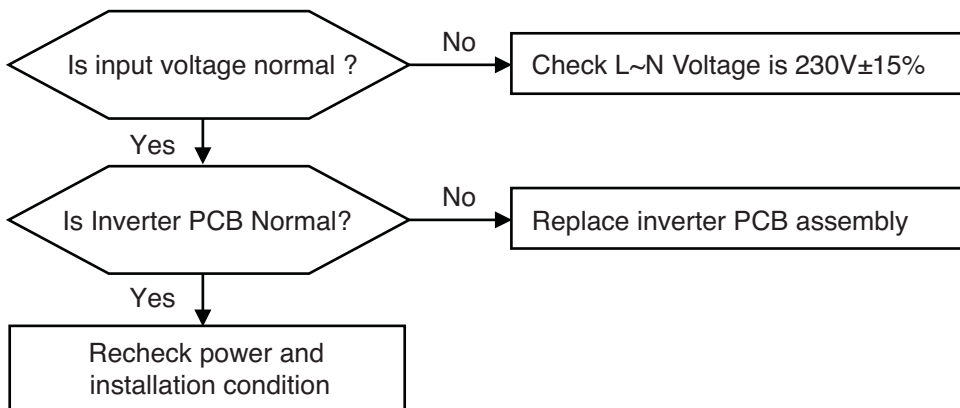 Is input voltage normal ?
No
Check L~N Voltage is 230V±15%
Yes
Is Inverter PCB Normal?
No
Replace inverter PCB assembly
Yes
Recheck power and
installation condition